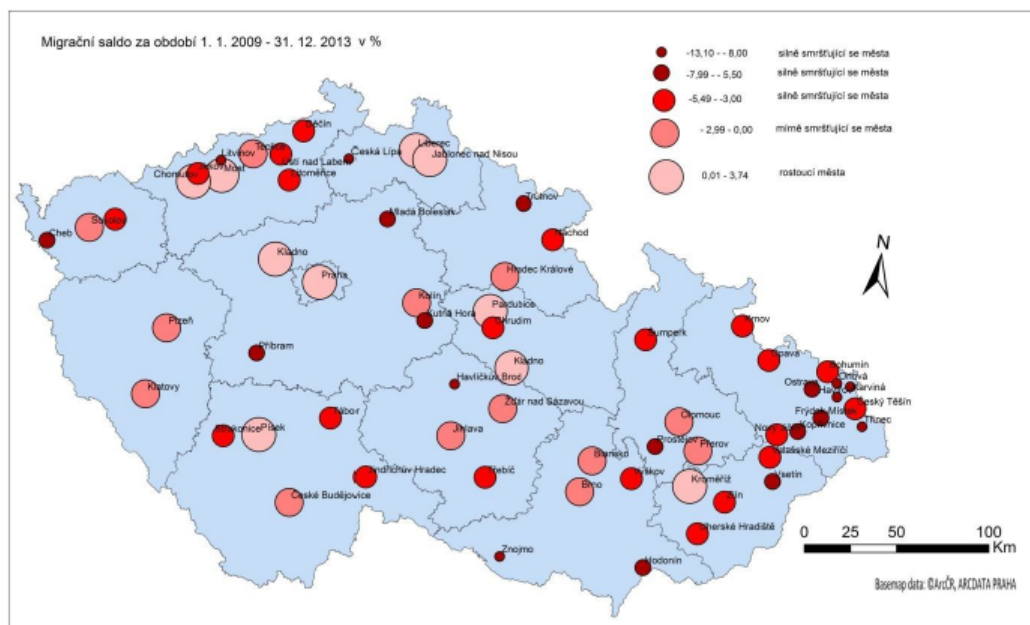 Migrační saldo za období 1. 1. 2009 - 31. 12. 2013 v %
-13,10 - - 8,00 silně smršťující se města
-7,99 - - 5,50 silně smršťující se města
-5,49 - -3,00 silně smršťující se města
- 2,99 - 0,00 mírně smršťující se města
0,01 - 3,74 rostoucí města
Děčín
Litvínov
Teplice
Ústí nad Labem
Litoměřice
Jirkov
Most
Chomutov
Česká Lípa
Liberec
Jablonec nad Nisou
Trutnov
Mladá Boleslav
Sokolov
Cheb
Náchod
N
Kladno
Praha
Hradec Králové
Kolín
Pardubice
Kutná Hora
Chrudim
Plzeň
Příbram
Kladno
Šumperk
Krnov
Opava
Bohumín
Orlová
Ostrava
Havířov
Karviná
Český Těšín
Frýdek Místek
Třinec
Klatovy
Havlíčkův Brod
Žďár nad Sázavou
Tábor
Písek
Strakonice
Jihlava
Olomouc
Přerov
Prostějov
Kopřivnice
Valašské Meziříčí
Vsetín
Jindřichův Hradec
Třebíč
Blansko
Brno
Vyškov
Kroměříž
Zlín
České Budějovice
Uherské Hradiště
Znojmo
Hodonín
0 25 50 100
Km
Basemap data: ©ArcČR, ARCDATA PRAHA